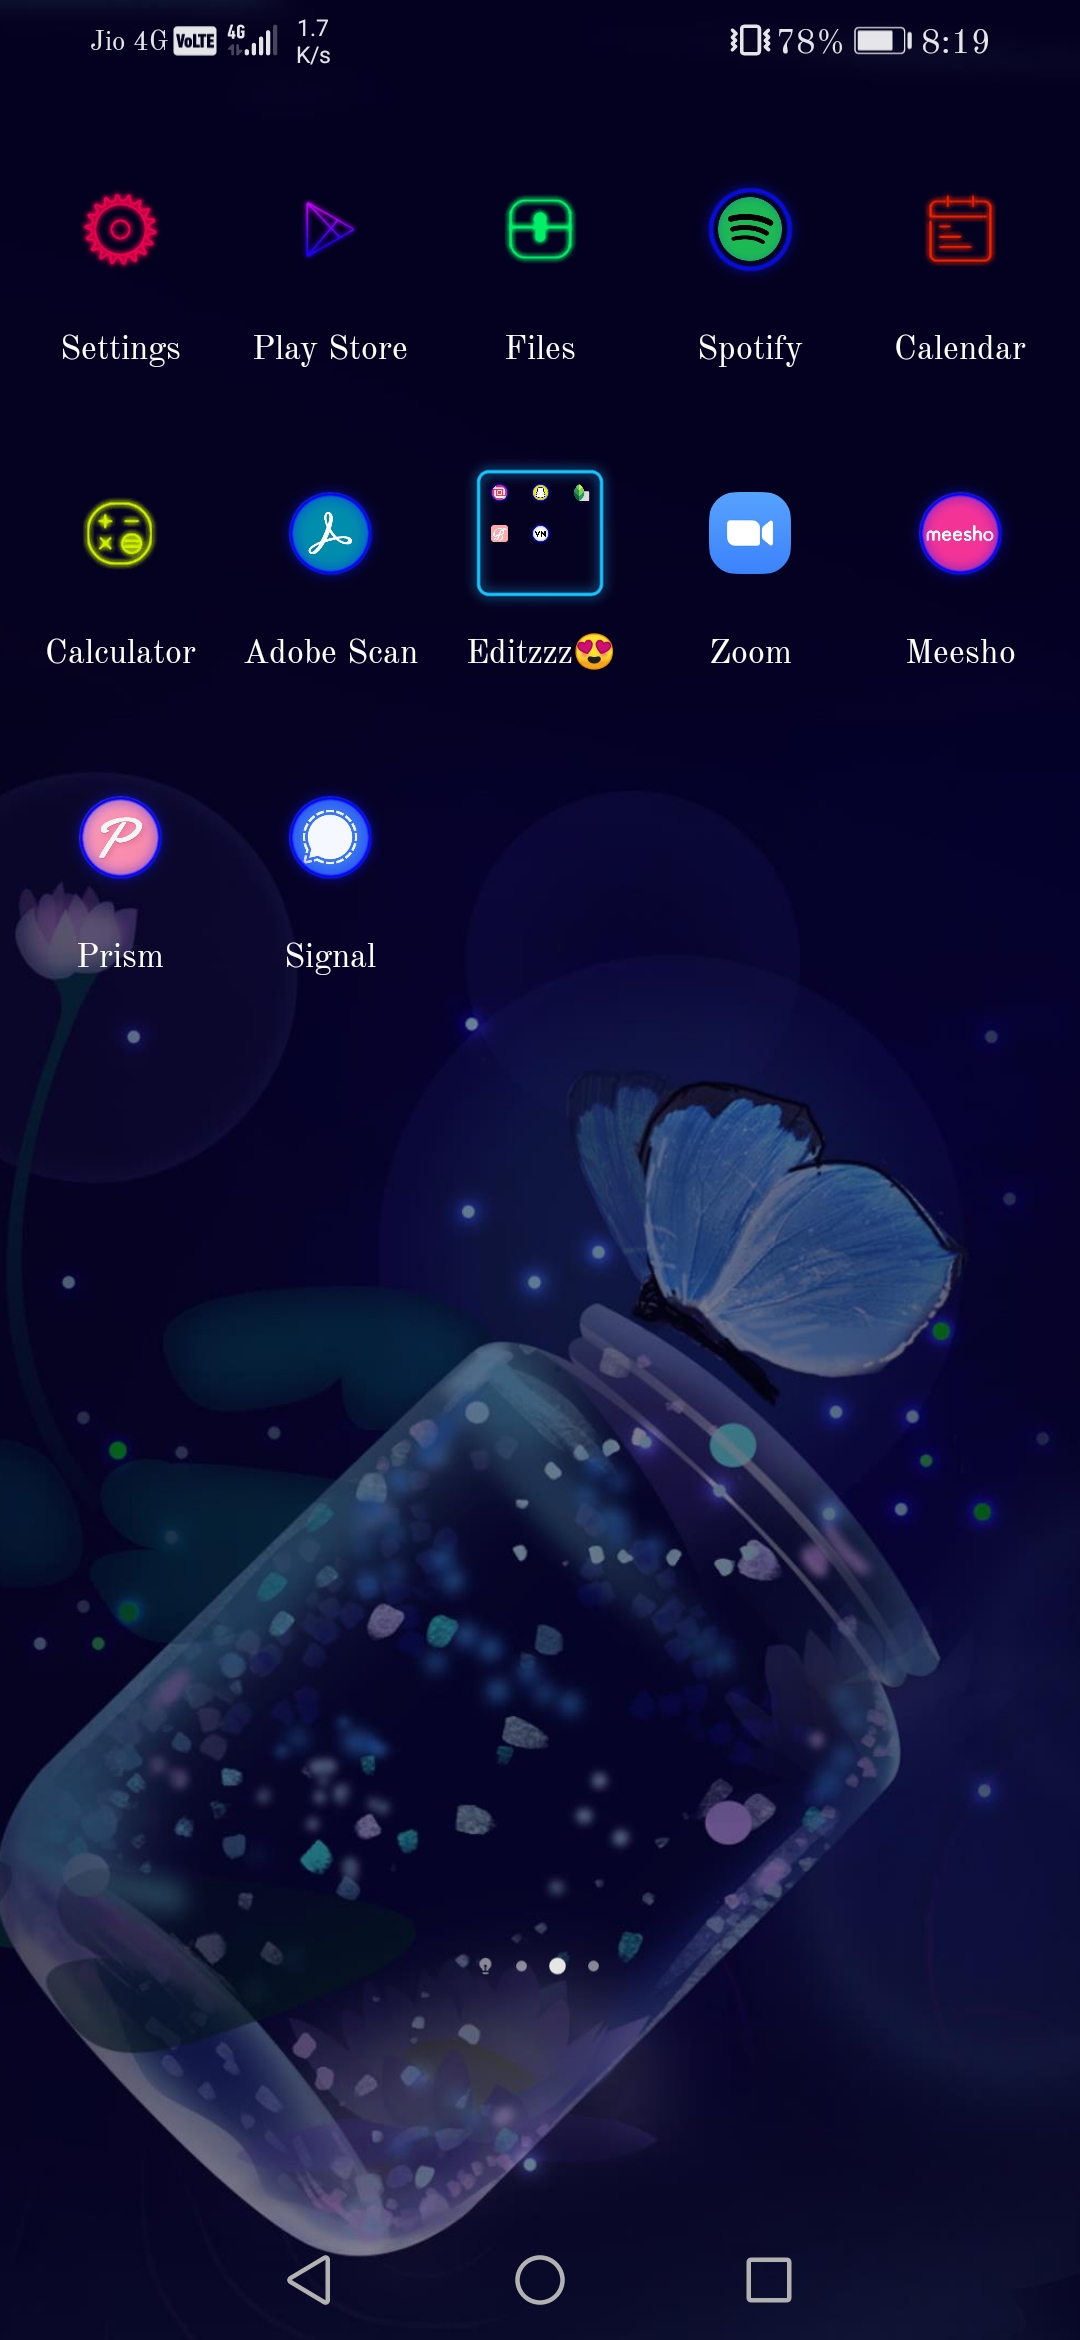 Jio 4G VoLTE 4G 1.7 K/s 78% 8:19
Settings Play Store Files Spotify Calendar
VN meesho
Calculator Adobe Scan Editzzz😍 Zoom Meesho
P
Prism Signal